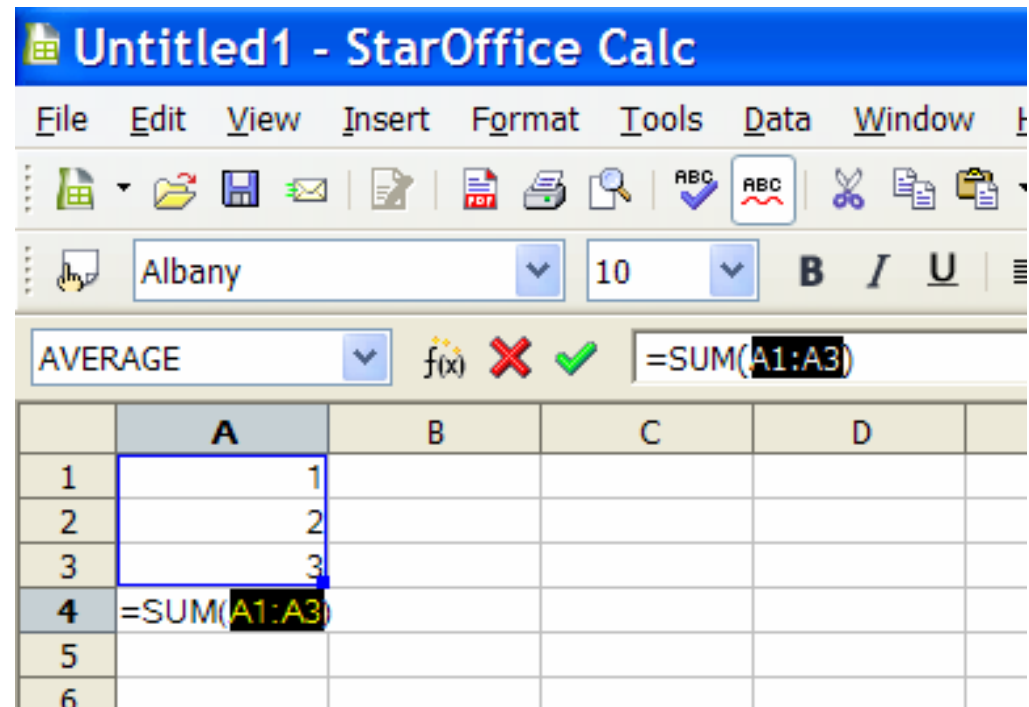 Untitled1 - StarOffice Calc
File Edit View Insert Format Tools Data Window H
PDF ABC ABC
Albany 10 B I U
AVERAGE f(x) =SUM(A1:A3)
A B C D
1 1
2 2
3 3
4 =SUM(A1:A3)
5
6